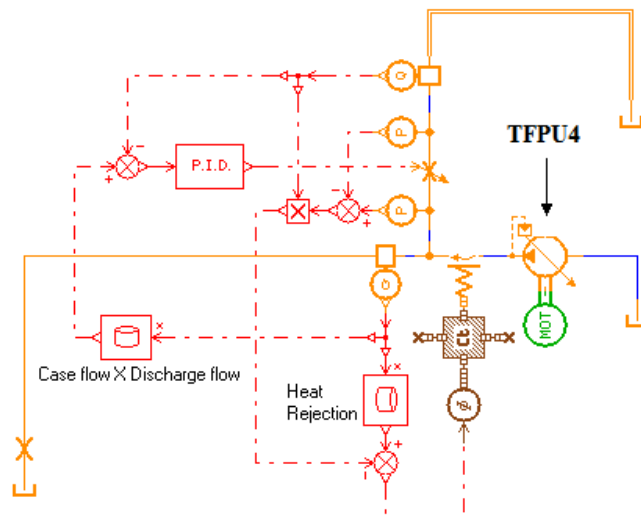 Q
TFPU4
P
P.I.D.
P
Q
MOT
Case flow X Discharge flow
Heat
Rejection